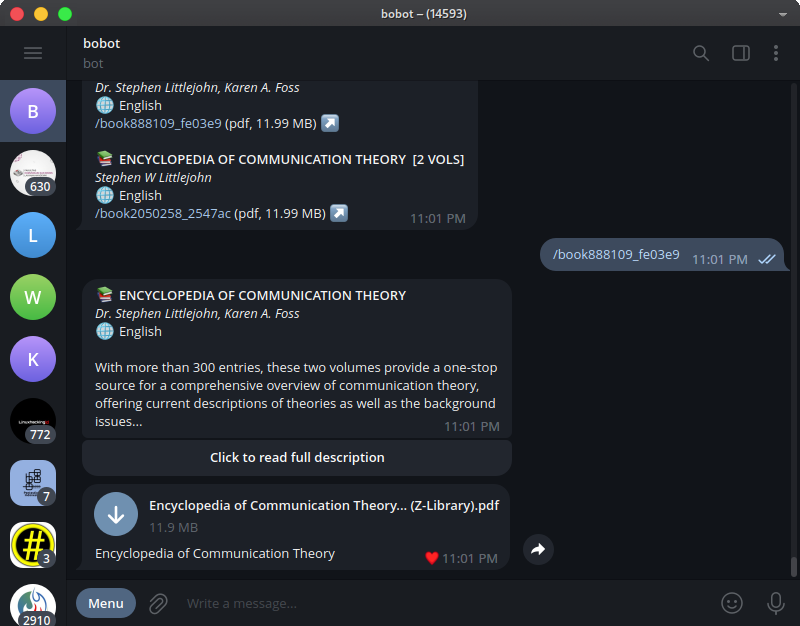 bobot – (14593)
bobot
bot
B
630
L
W
K
772
7
#
3
2910
Dr. Stephen Littlejohn, Karen A. Foss
English
/book888109_fe03e9 (pdf, 11.99 MB)
ENCYCLOPEDIA OF COMMUNICATION THEORY [2 VOLS]
Stephen W Littlejohn
English
/book2050258_2547ac (pdf, 11.99 MB)
11:01 PM
/book888109_fe03e9 11:01 PM
ENCYCLOPEDIA OF COMMUNICATION THEORY
Dr. Stephen Littlejohn, Karen A. Foss
English
With more than 300 entries, these two volumes provide a one-stop
source for a comprehensive overview of communication theory,
offering current descriptions of theories as well as the background
issues...
11:01 PM
Click to read full description
Encyclopedia of Communication Theory... (Z-Library).pdf
11.9 MB
Encyclopedia of Communication Theory
11:01 PM
Menu
Write a message...